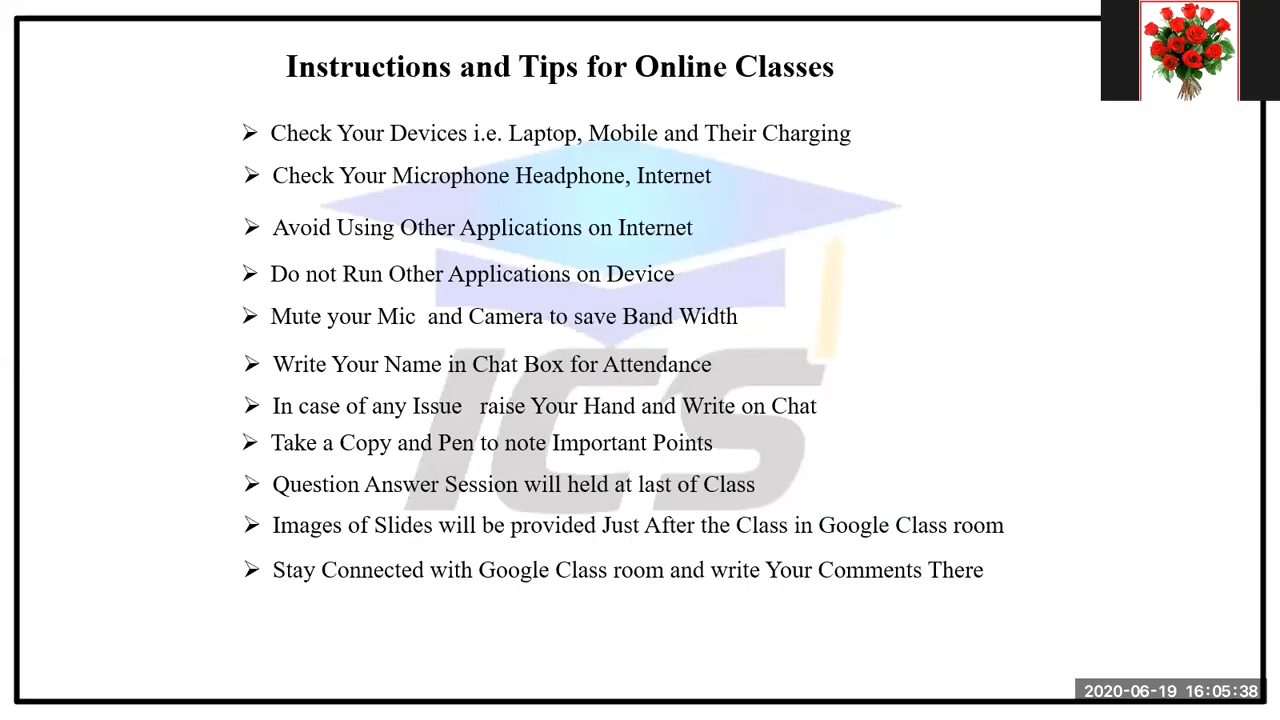 Instructions and Tips for Online Classes
➢ Check Your Devices i.e. Laptop, Mobile and Their Charging
➢ Check Your Microphone Headphone, Internet
➢ Avoid Using Other Applications on Internet
➢ Do not Run Other Applications on Device
➢ Mute your Mic and Camera to save Band Width
➢ Write Your Name in Chat Box for Attendance
➢ In case of any Issue raise Your Hand and Write on Chat
➢ Take a Copy and Pen to note Important Points
➢ Question Answer Session will held at last of Class
➢ Images of Slides will be provided Just After the Class in Google Class room
➢ Stay Connected with Google Class room and write Your Comments There
ICS
2020-06-19 16:05:38